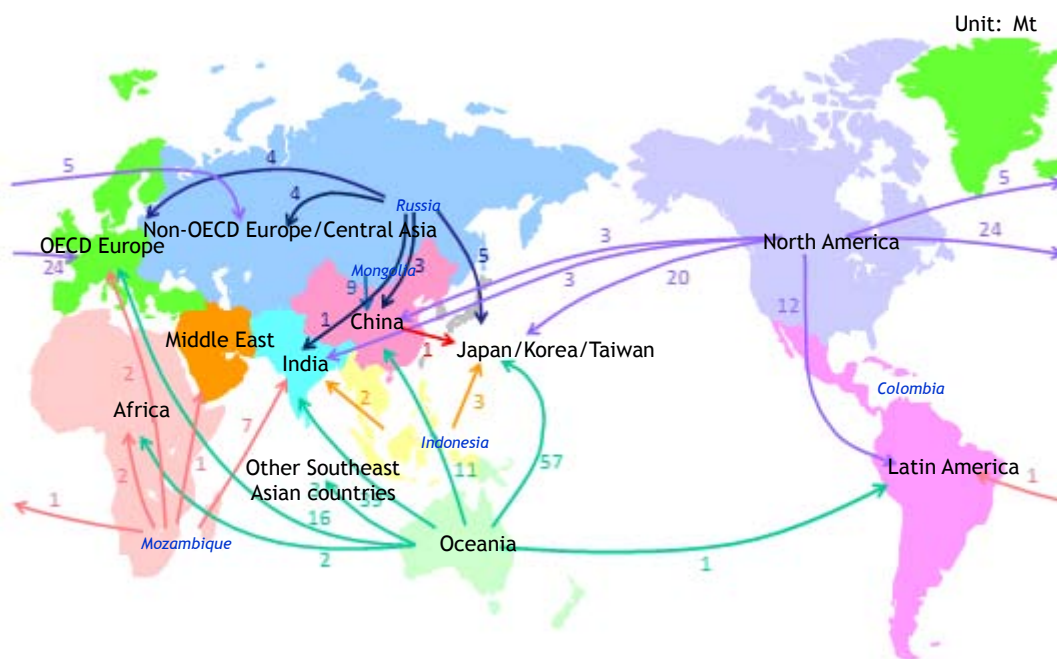 Unit: Mt
4
5
5
4
Russia
Non-OECD Europe/Central Asia
3
North America
24
OECD Europe
24
5
Mongolia
3
3
20
9
12
1
China
Middle East
1
Japan/Korea/Taiwan
India
2
Colombia
2
3
Africa
7
Indonesia
57
Other Southeast
11
Latin America
2
1
1
Asian countries
1
16
Mozambique
Oceania
2
1